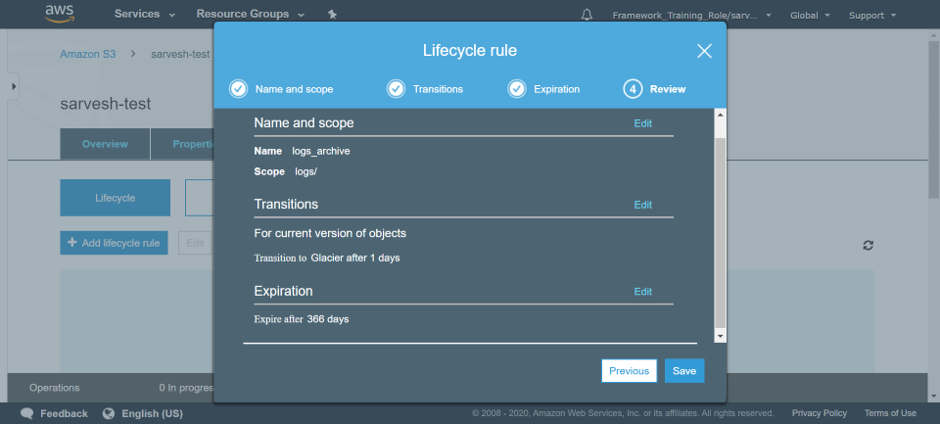 aws Services Resource Groups Framework_Training_Role/sarv... Global Support
Amazon S3 > sarvesh-test
sarvesh-test
Overview Properti
Lifecycle
+ Add lifecycle rule Edit
Lifecycle rule
Name and scope Transitions Expiration 4 Review
Name and scope Edit
Name logs_archive
Scope logs/
Transitions Edit
For current version of objects
Transition to Glacier after 1 days
Expiration Edit
Expire after 366 days
Previous Save
Operations 0 In progres
Feedback English (US) © 2008 - 2020, Amazon Web Services, Inc. or its affiliates. All rights reserved. Privacy Policy Terms of Use